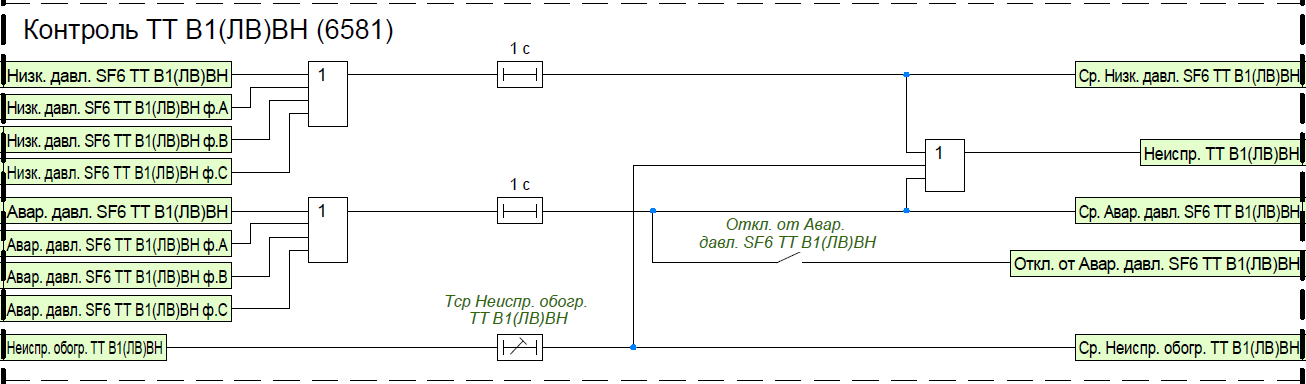 Контроль ТТ В1(ЛВ)ВН (6581)
1 с
Низк. давл. SF6 ТТ В1(ЛВ)ВН
1
Ср. Низк. давл. SF6 ТТ В1(ЛВ)ВН
Низк. давл. SF6 ТТ В1(ЛВ)ВН ф.А
Низк. давл. SF6 ТТ В1(ЛВ)ВН ф.В
1
Неиспр. ТТ В1(ЛВ)ВН
Низк. давл. SF6 ТТ В1(ЛВ)ВН ф.С
1 с
Авар. давл. SF6 ТТ В1(ЛВ)ВН
1
Ср. Авар. давл. SF6 ТТ В1(ЛВ)ВН
Откл. от Авар.
давл. SF6 ТТ В1(ЛВ)ВН
Авар. давл. SF6 ТТ В1(ЛВ)ВН ф.А
Откл. от Авар. давл. SF6 ТТ В1(ЛВ)ВН
Авар. давл. SF6 ТТ В1(ЛВ)ВН ф.В
Авар. давл. SF6 ТТ В1(ЛВ)ВН ф.С
Тср Неиспр. обогр.
ТТ В1(ЛВ)ВН
Неиспр. обогр. ТТ В1(ЛВ)ВН
Ср. Неиспр. обогр. ТТ В1(ЛВ)ВН